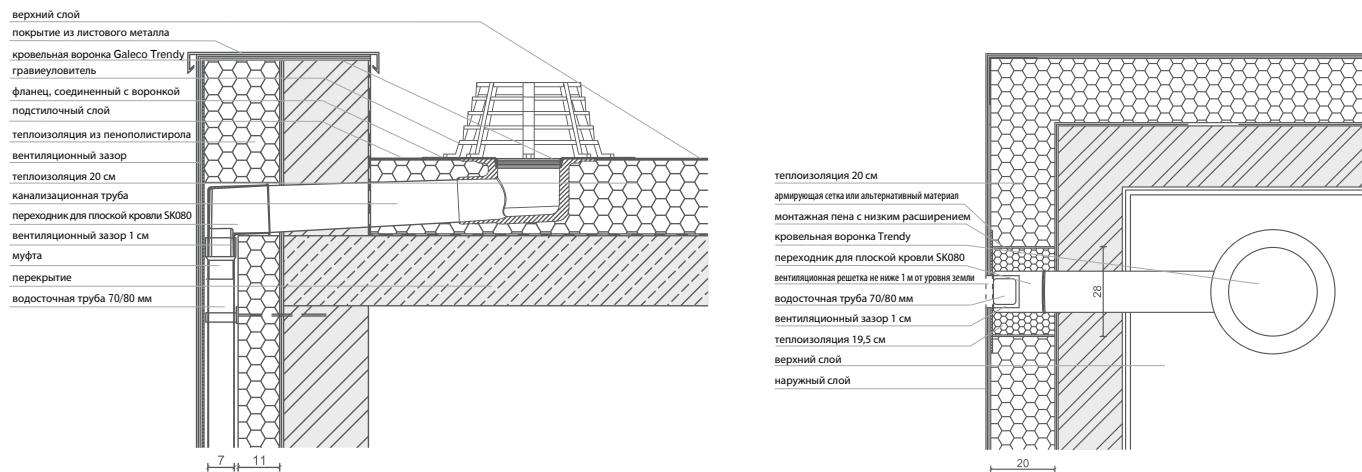 верхний слой
покрытие из листового металла
кровельная воронка Galeco Trendy
гравиеуловитель
фланец, соединенный с воронкой
подстилочный слой
теплоизоляция из пенополистирола
вентиляционный зазор
теплоизоляция 20 см
канализационная труба
переходник для плоской кровли SK080
вентиляционный зазор 1 см
муфта
перекрытие
водосточная труба 70/80 мм
7
11
теплоизоляция 20 см
армирующая сетка или альтернативный материал
монтажная пена с низким расширением
кровельная воронка Trendy
переходник для плоской кровли SK080
вентиляционная решетка не ниже 1 м от уровня земли
водосточная труба 70/80 мм
вентиляционный зазор 1 см
теплоизоляция 19,5 см
верхний слой
наружный слой
28
20